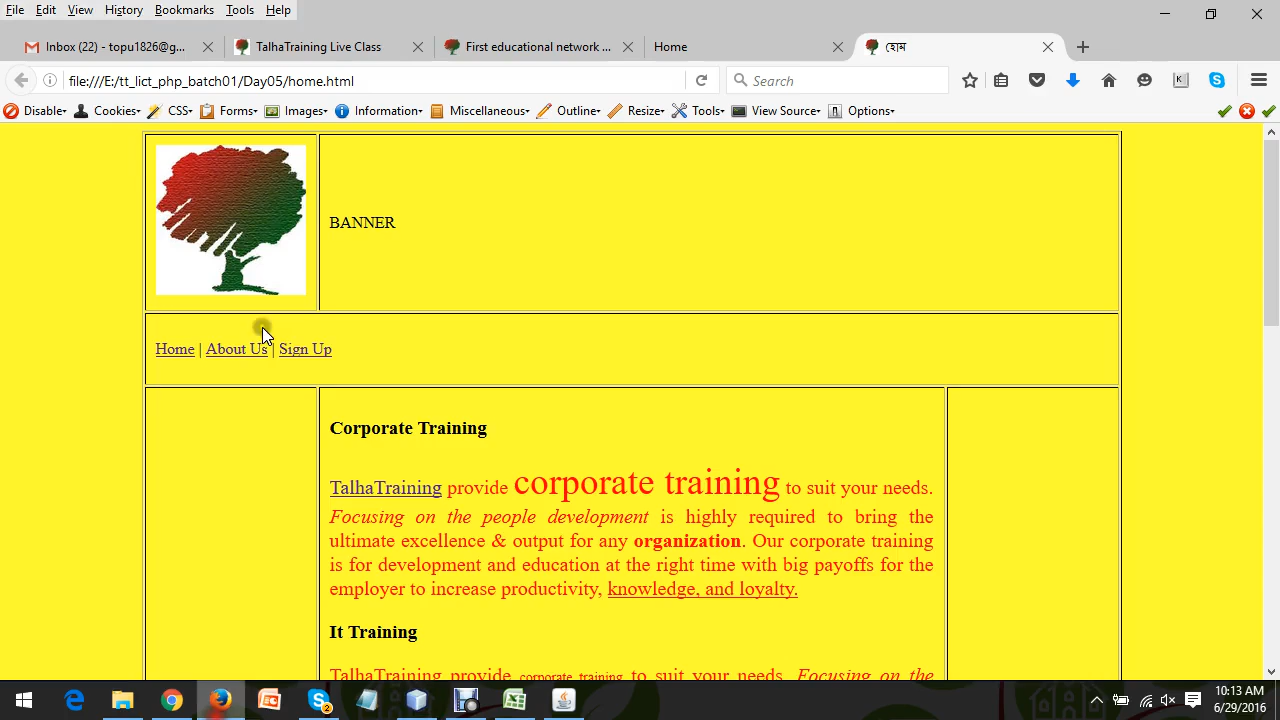 File Edit View History Bookmarks Tools Help
Inbox (22) - topu1826@g... TalhaTraining Live Class First educational network ... Home হোম
file:///E:/tt_lict_php_batch01/Day05/home.html Search
Disable Cookies CSS Forms Images Information Miscellaneous Outline Resize Tools View Source Options
BANNER
Home | About Us | Sign Up
Corporate Training
TalhaTraining provide corporate training to suit your needs.
Focusing on the people development is highly required to bring the
ultimate excellence & output for any organization. Our corporate training
is for development and education at the right time with big payoffs for the
employer to increase productivity, knowledge, and loyalty.
It Training
TalhaTraining provide corporate training to suit your needs. Focusing on the
10:13 AM
6/29/2016